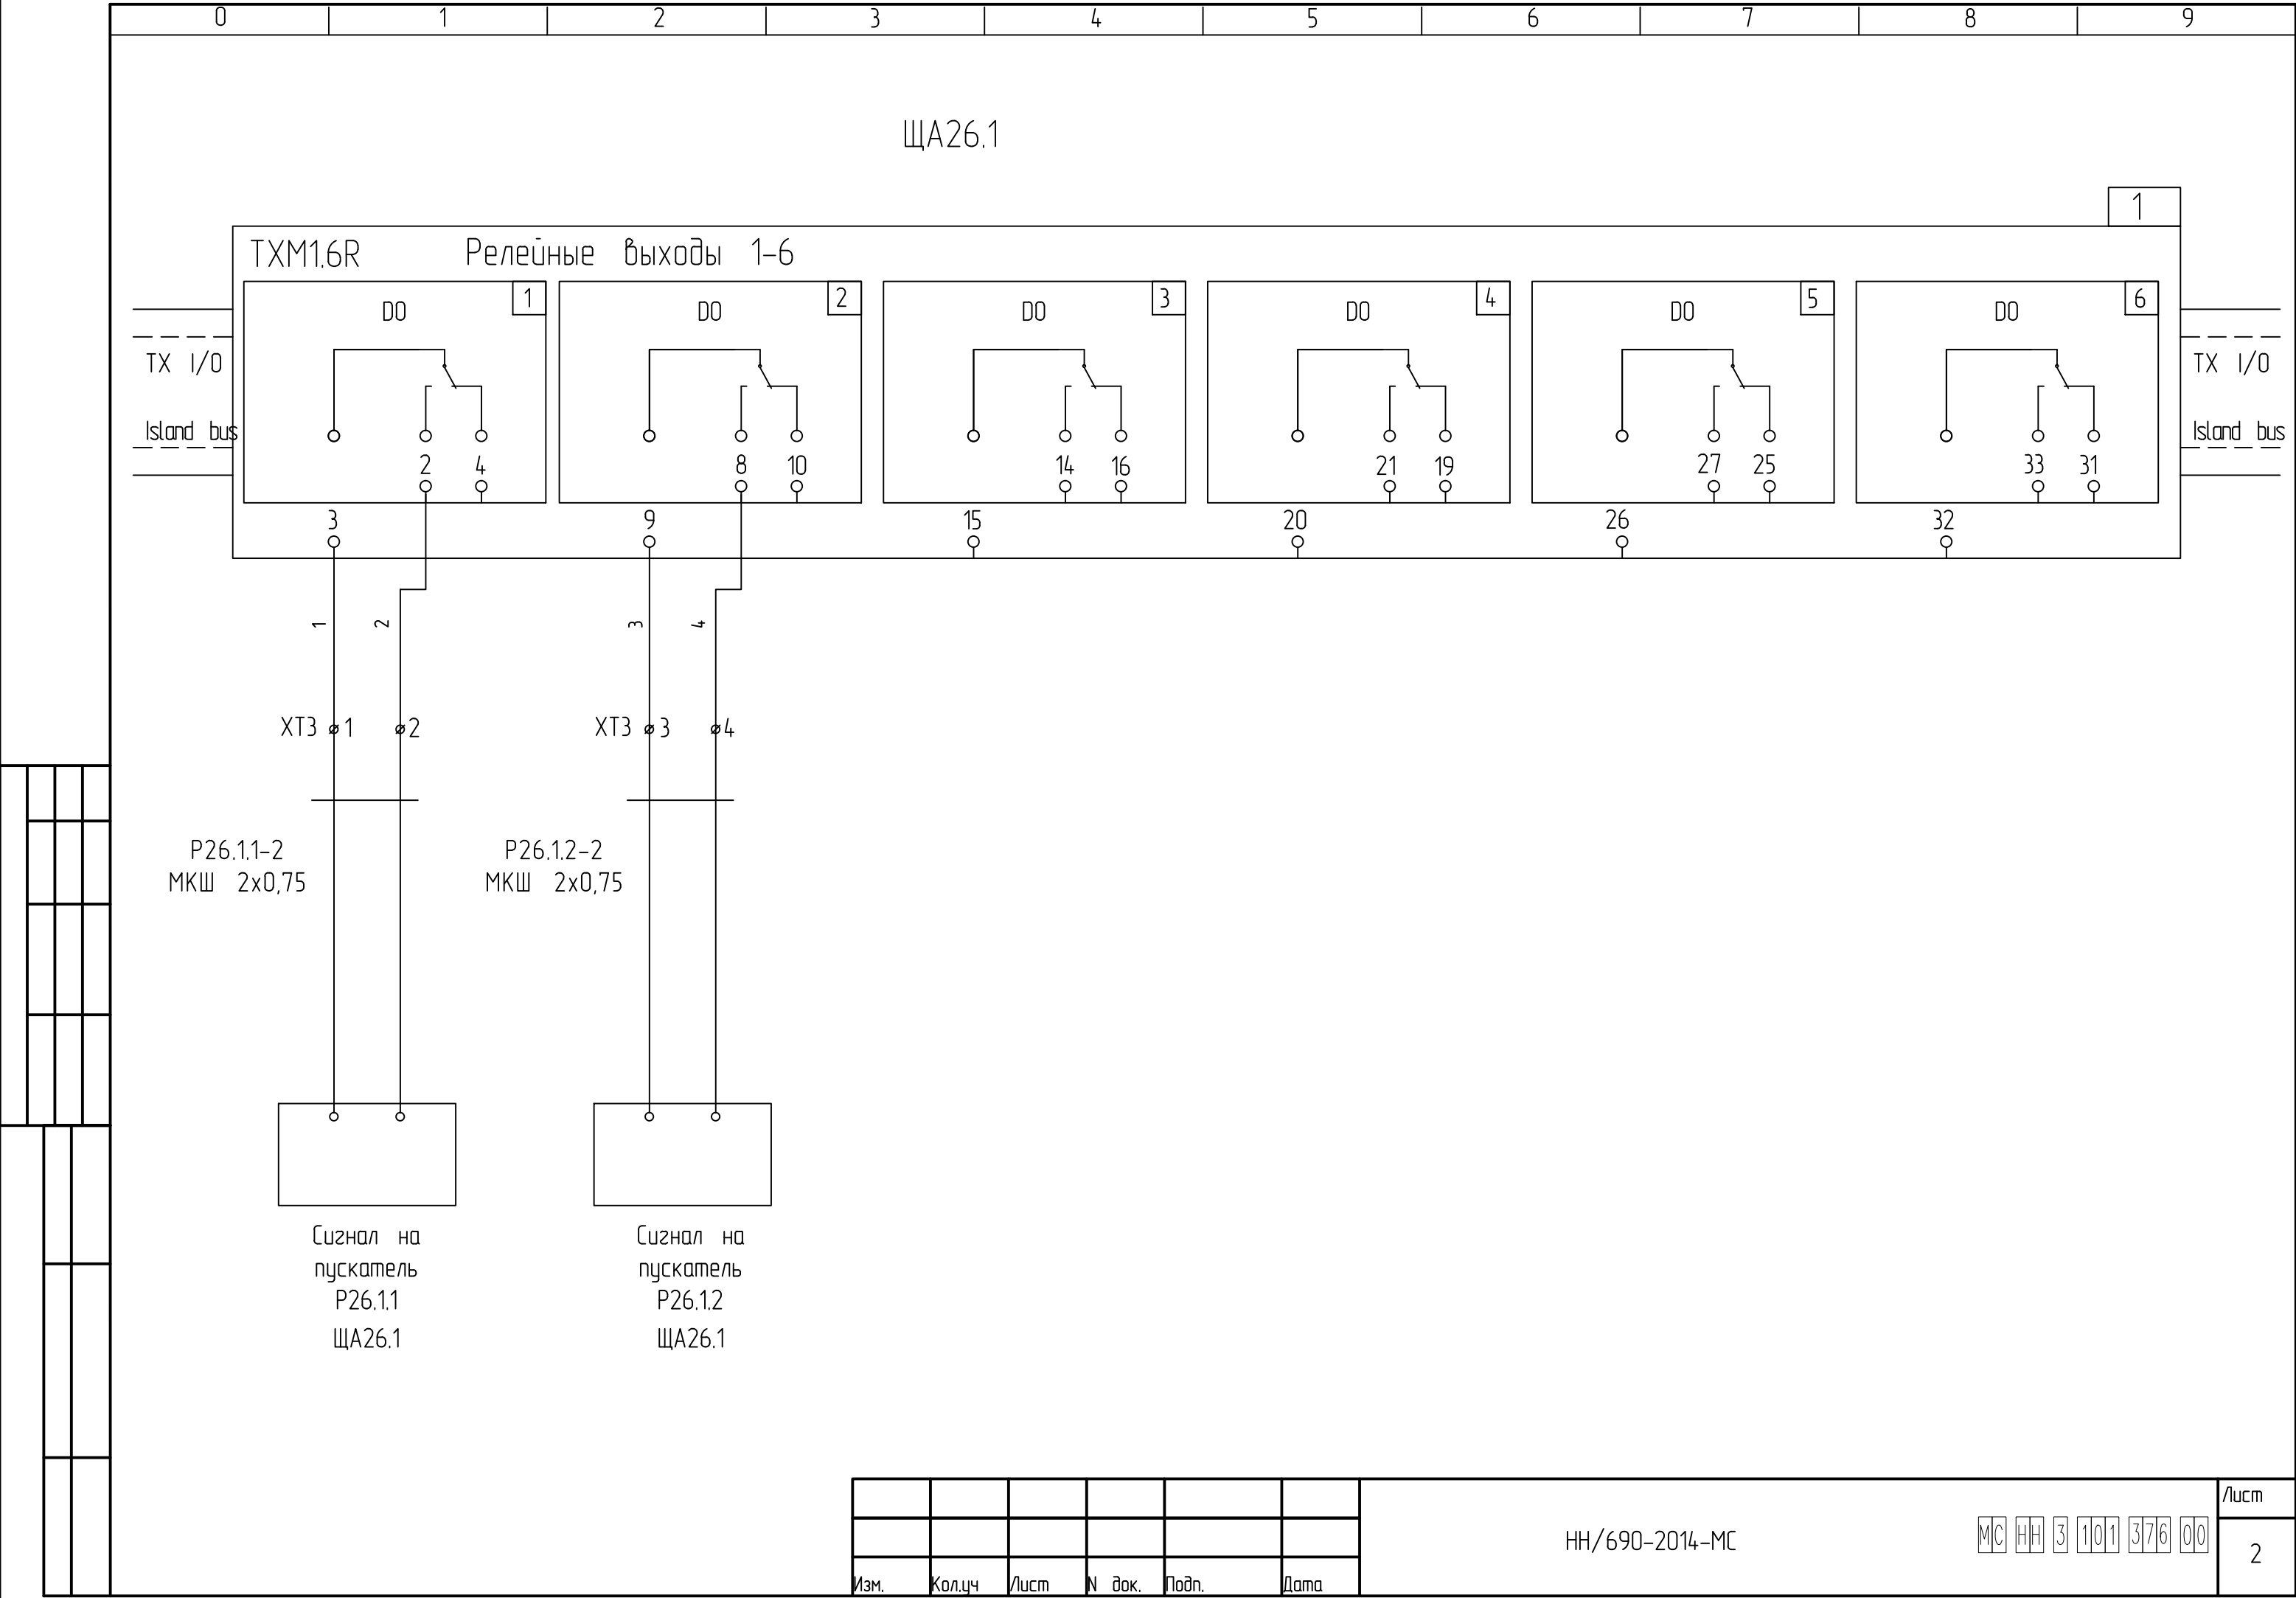 0 1 2 3 4 5 6 7 8 9
ЩА26.1
1
TXM1.6R Релейные выходы 1-6
1 2 3 4 5 6
DO DO DO DO DO DO
TX I/O TX I/O
Island bus Island bus
2 4 8 10 14 16 21 19 27 25 33 31
3 9 15 20 26 32
1 2 3 4
ХТ3 1 2 ХТ3 3 4
Р26.1.1-2 Р26.1.2-2
МКШ 2х0,75 МКШ 2х0,75
Сигнал на Сигнал на
пускатель пускатель
Р26.1.1 Р26.1.2
ЩА26.1 ЩА26.1
Лист
НН/690-2014-МС МС НН 3 101 376 00
2
Изм. Кол.уч Лист N док. Подп. Дата